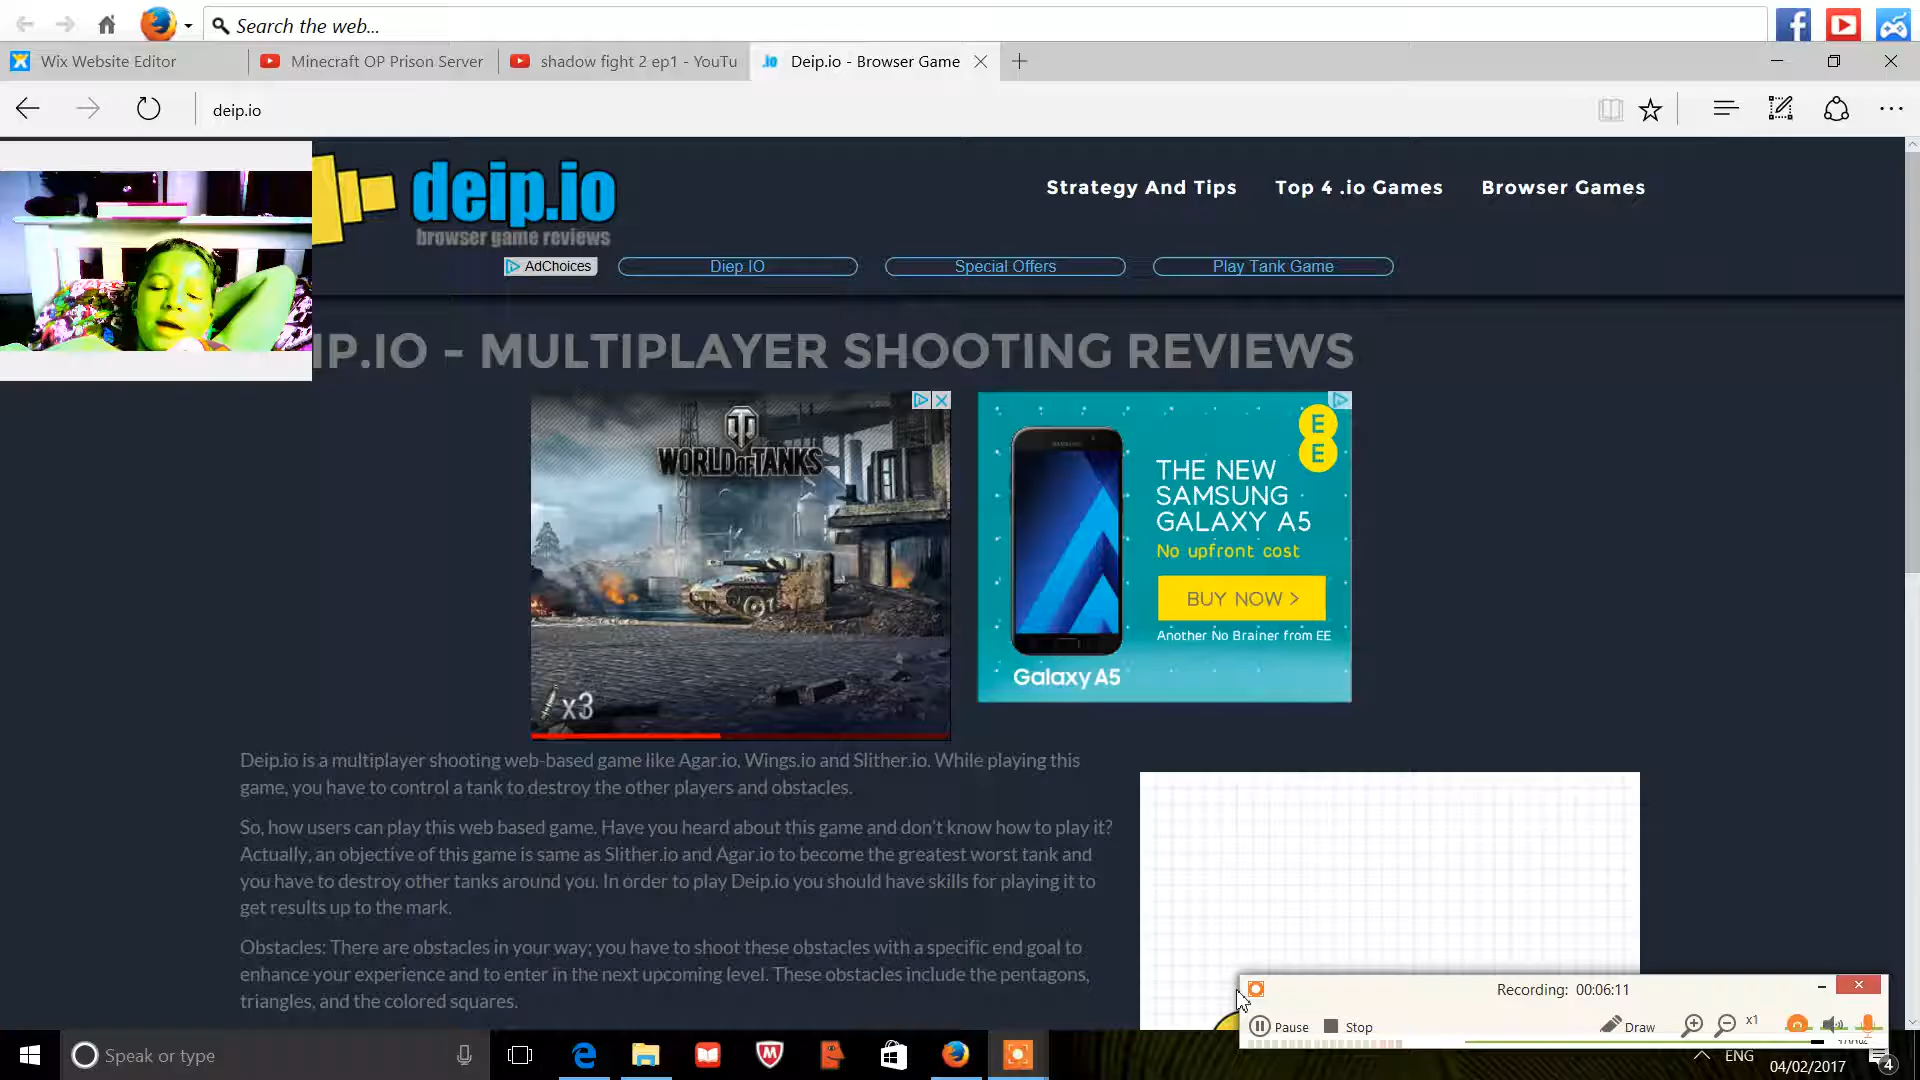 Search the web...
Wix Website Editor
Minecraft OP Prison Server
shadow fight 2 ep1 - YouTu
.io Deip.io - Browser Game
deip.io
deip.io
browser game reviews
Strategy And Tips
Top 4 .io Games
Browser Games
AdChoices
Diep IO
Special Offers
Play Tank Game
IP.IO - MULTIPLAYER SHOOTING REVIEWS
WORLD OF TANKS
x3
E
E
THE NEW
SAMSUNG
GALAXY A5
No upfront cost
BUY NOW >
Another No Brainer from EE
SAMSUNG
Galaxy A5
Deip.io is a multiplayer shooting web-based game like Agar.io, Wings.io and Slither.io. While playing this
game, you have to control a tank to destroy the other players and obstacles.
So, how users can play this web based game. Have you heard about this game and don't know how to play it?
Actually, an objective of this game is same as Slither.io and Agar.io to become the greatest worst tank and
you have to destroy other tanks around you. In order to play Deip.io you should have skills for playing it to
get results up to the mark.
Obstacles: There are obstacles in your way; you have to shoot these obstacles with a specific end goal to
enhance your experience and to enter in the next upcoming level. These obstacles include the pentagons,
triangles, and the colored squares.
Recording: 00:06:11
Pause
Stop
Draw
x1
Speak or type
ENG
04/02/2017
4